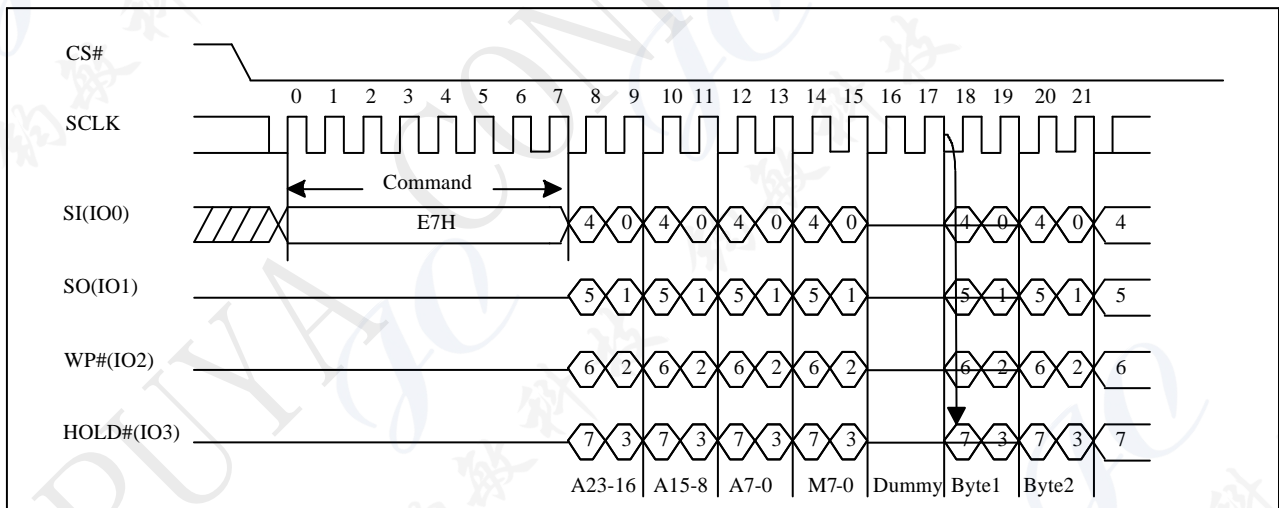 CS#
0 1 2 3 4 5 6 7 8 9 10 11 12 13 14 15 16 17 18 19 20 21
SCLK
Command
SI(IO0)
E7H
4 0 4 0 4 0 4 0 4 0 4 0 4
SO(IO1)
5 1 5 1 5 1 5 1 5 1 5 1 5
WP#(IO2)
6 2 6 2 6 2 6 2 6 2 6 2 6
HOLD#(IO3)
7 3 7 3 7 3 7 3 7 3 7 3 7
A23-16 A15-8 A7-0 M7-0 Dummy Byte1 Byte2
PUYA CON